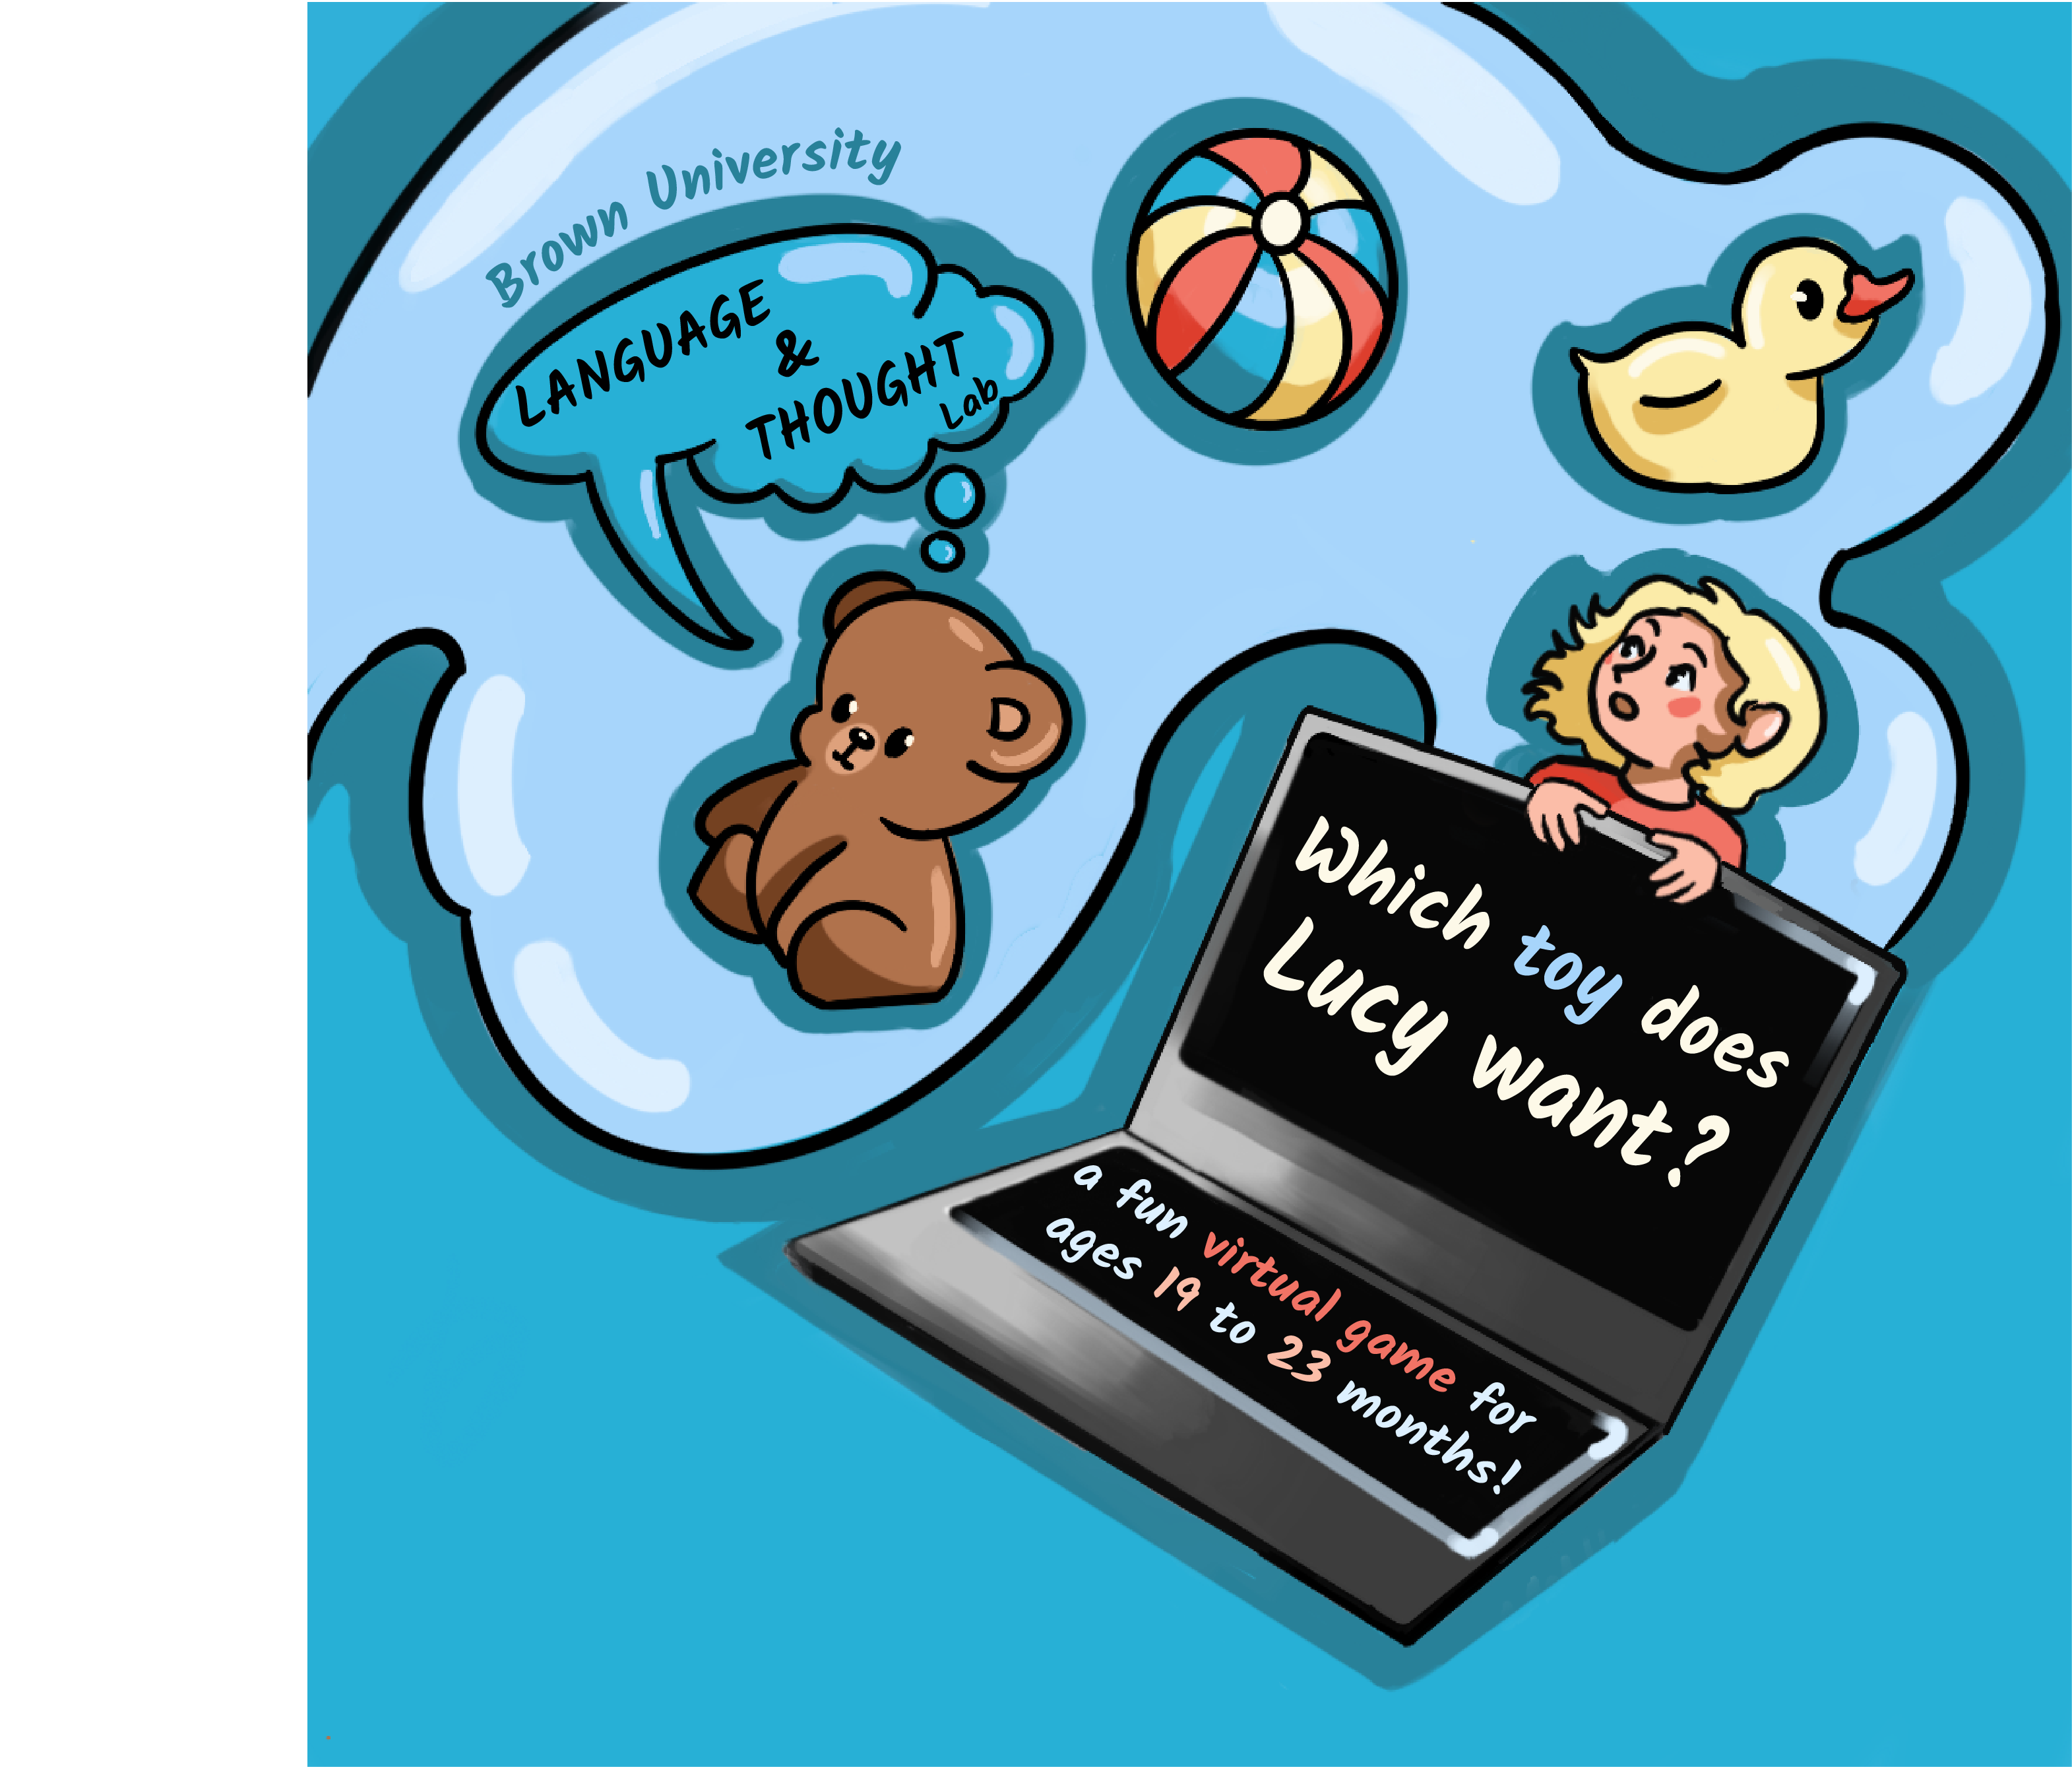 Brown University
LANGUAGE
&
THOUGHT
Lab
Which toy does
Lucy want?
a fun virtual game for
ages 19 to 23 months!